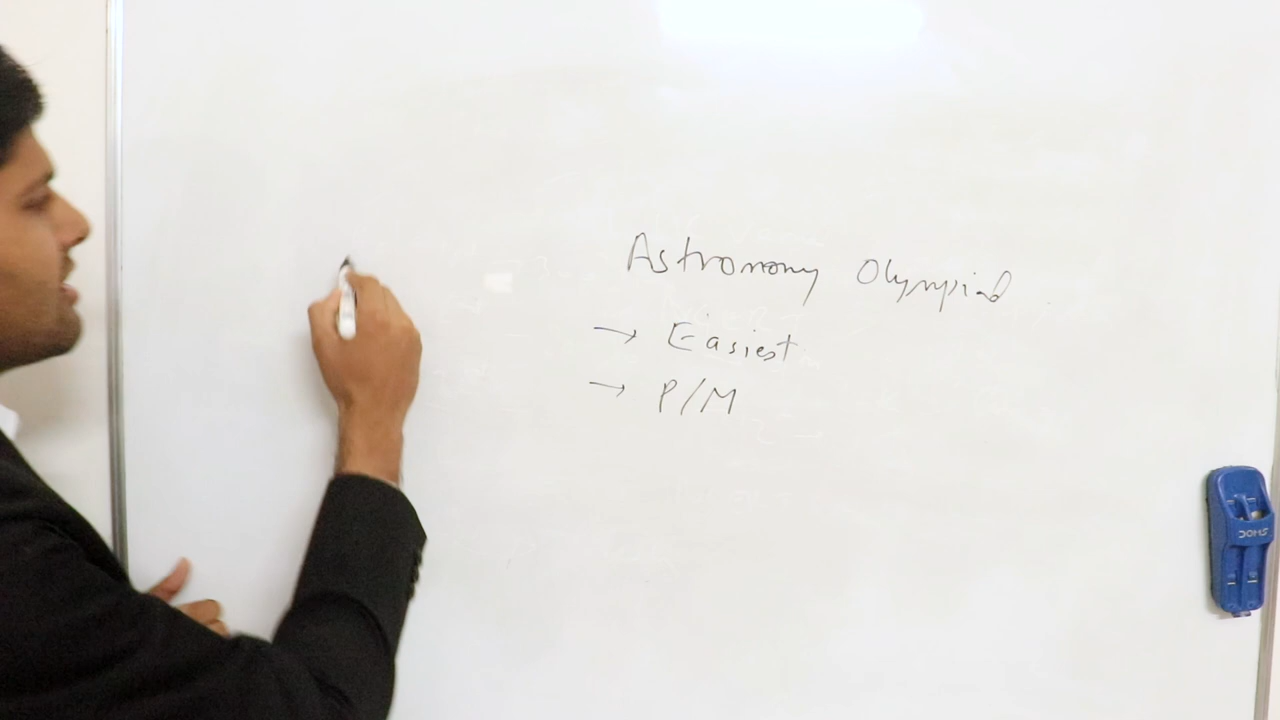 Astronomy Olympiad
→ Easiest
→ P/M